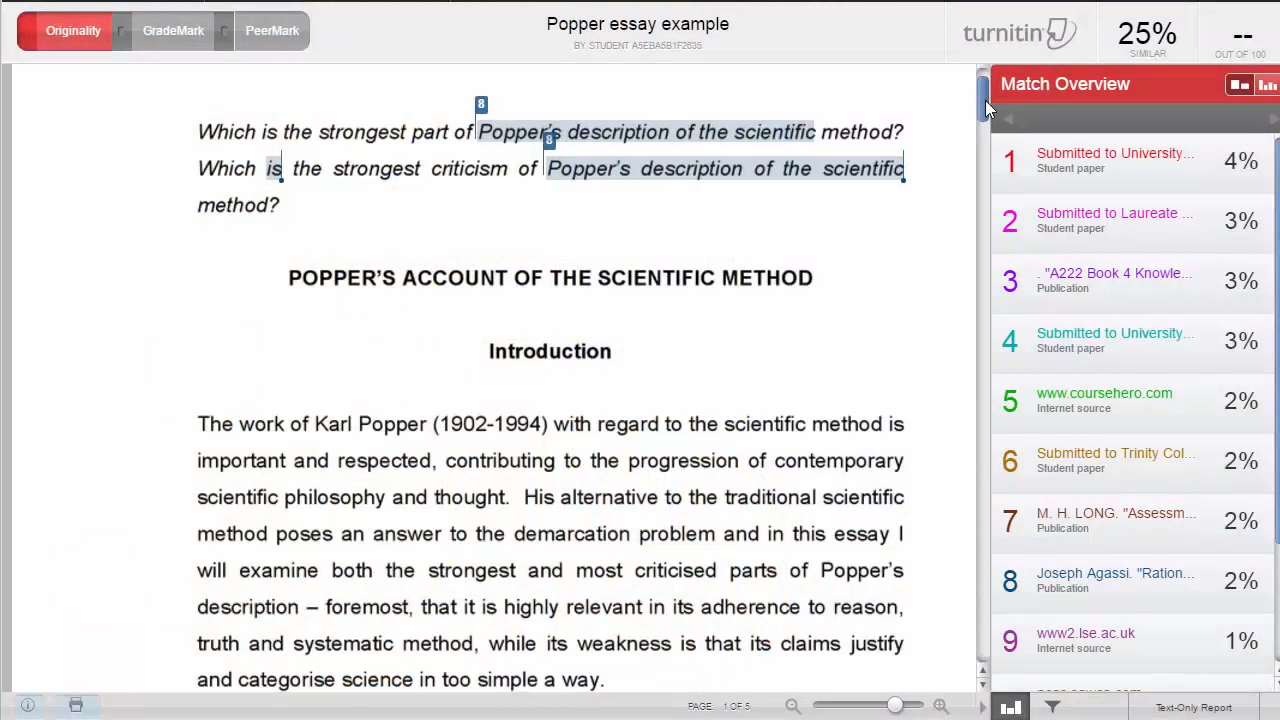 Originality
GradeMark
PeerMark
Popper essay example
BY STUDENT A5EBA5B1F2635
turnitin
25%
SIMILAR
--
OUT OF 100
8
Which is the strongest part of Popper's description of the scientific method?
8
Which is the strongest criticism of Popper's description of the scientific
method?
POPPER'S ACCOUNT OF THE SCIENTIFIC METHOD
Introduction
The work of Karl Popper (1902-1994) with regard to the scientific method is
important and respected, contributing to the progression of contemporary
scientific philosophy and thought. His alternative to the traditional scientific
method poses an answer to the demarcation problem and in this essay I
will examine both the strongest and most criticised parts of Popper's
description – foremost, that it is highly relevant in its adherence to reason,
truth and systematic method, while its weakness is that its claims justify
and categorise science in too simple a way.
Match Overview
1 Submitted to University... 4%
Student paper
2 Submitted to Laureate ... 3%
Student paper
3 . "A222 Book 4 Knowle... 3%
Publication
4 Submitted to University... 3%
Student paper
5 www.coursehero.com 2%
Internet source
6 Submitted to Trinity Col... 2%
Student paper
7 M. H. LONG. "Assessm... 2%
Publication
8 Joseph Agassi. "Ration... 2%
Publication
9 www2.lse.ac.uk 1%
Internet source
PAGE: 1 OF 5
Text-Only Report